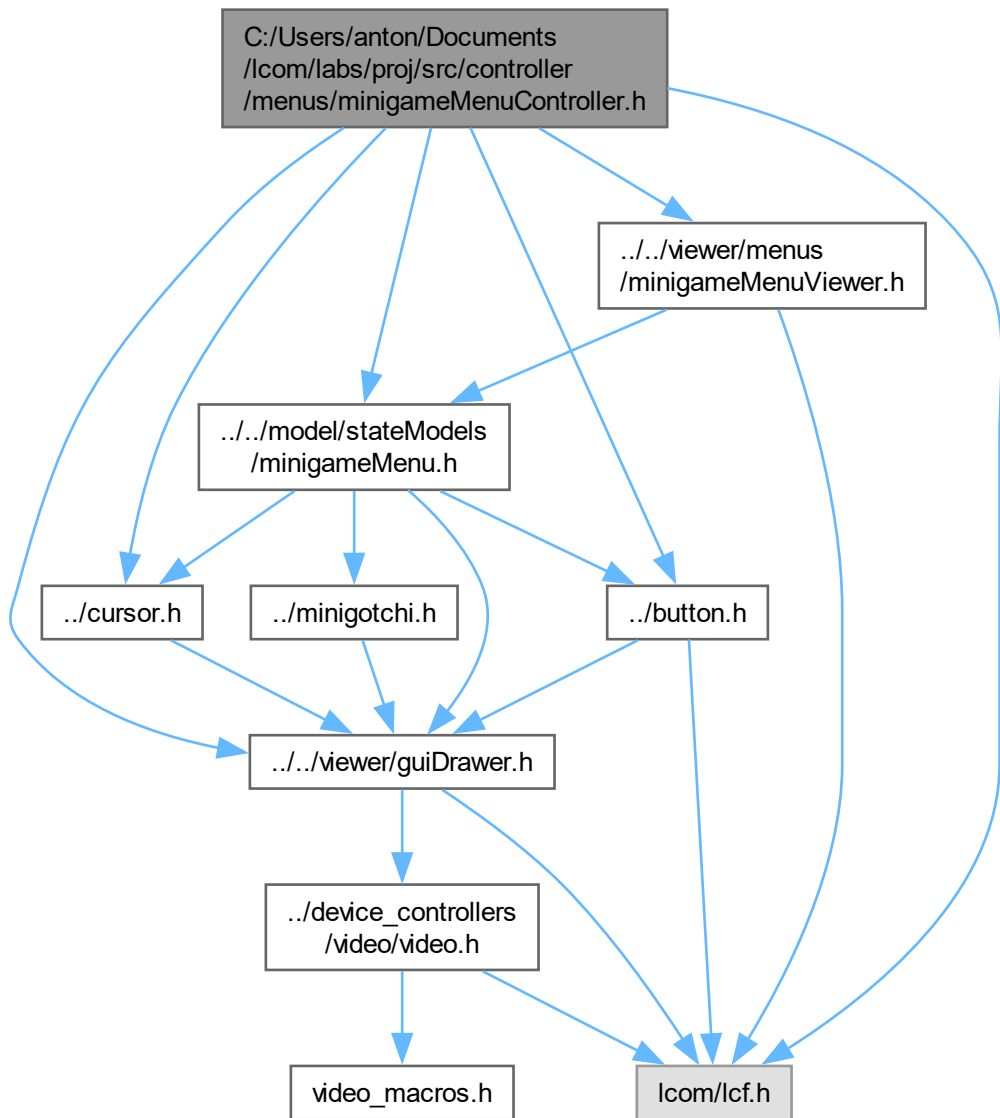 C:/Users/anton/Documents
/lcom/labs/proj/src/controller
/menus/minigameMenuController.h
../../viewer/menus
/minigameMenuViewer.h
../../model/stateModels
/minigameMenu.h
../cursor.h
../minigotchi.h
../button.h
../../viewer/guiDrawer.h
../device_controllers
/video/video.h
video_macros.h
lcom/lcf.h